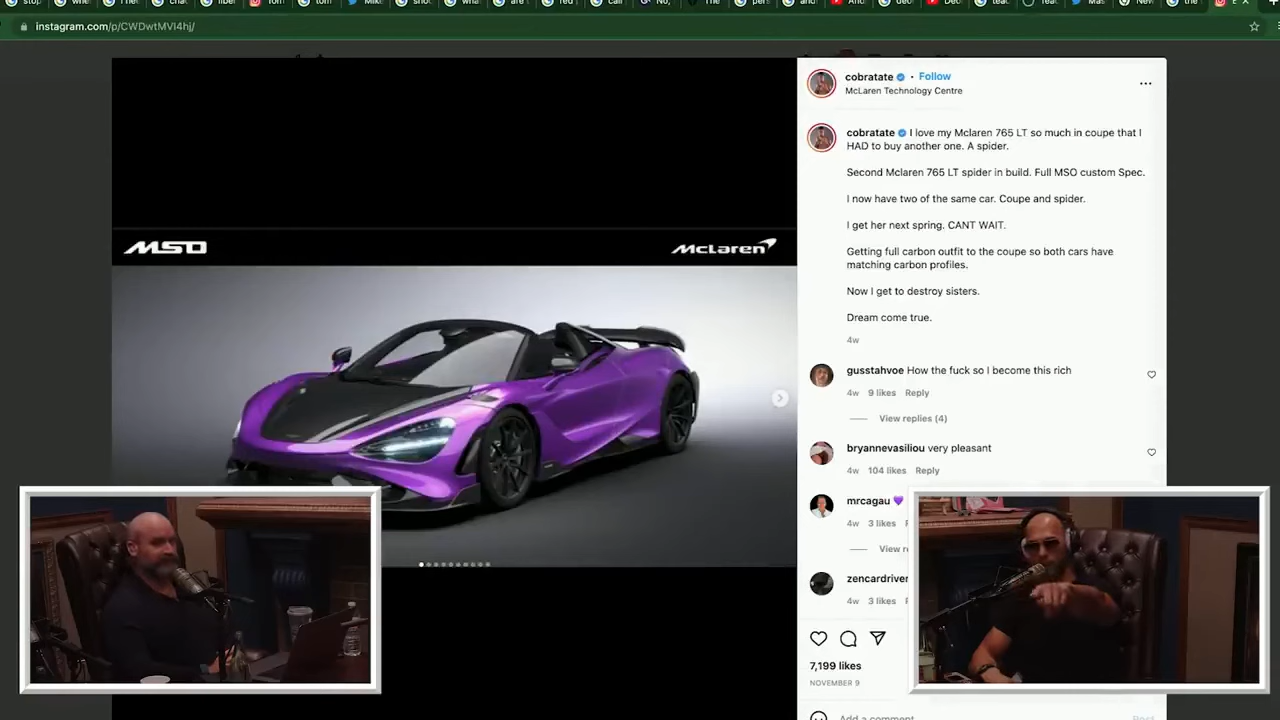 instagram.com/p/CWDwtMVI4hj/
cobratate • Follow
McLaren Technology Centre
MSO
McLaren
cobratate I love my Mclaren 765 LT so much in coupe that I
HAD to buy another one. A spider.
Second Mclaren 765 LT spider in build. Full MSO custom Spec.
I now have two of the same car. Coupe and spider.
I get her next spring. CANT WAIT.
Getting full carbon outfit to the coupe so both cars have
matching carbon profiles.
Now I get to destroy sisters.
Dream come true.
4w
gusstahvoe How the fuck so I become this rich
4w 9 likes Reply
View replies (4)
bryannevasiliou very pleasant
4w 104 likes Reply
mrcagau 💜
4w 3 likes
View
zencardriver
4w 3 likes
7,199 likes
NOVEMBER 9
Add a comment...
Post